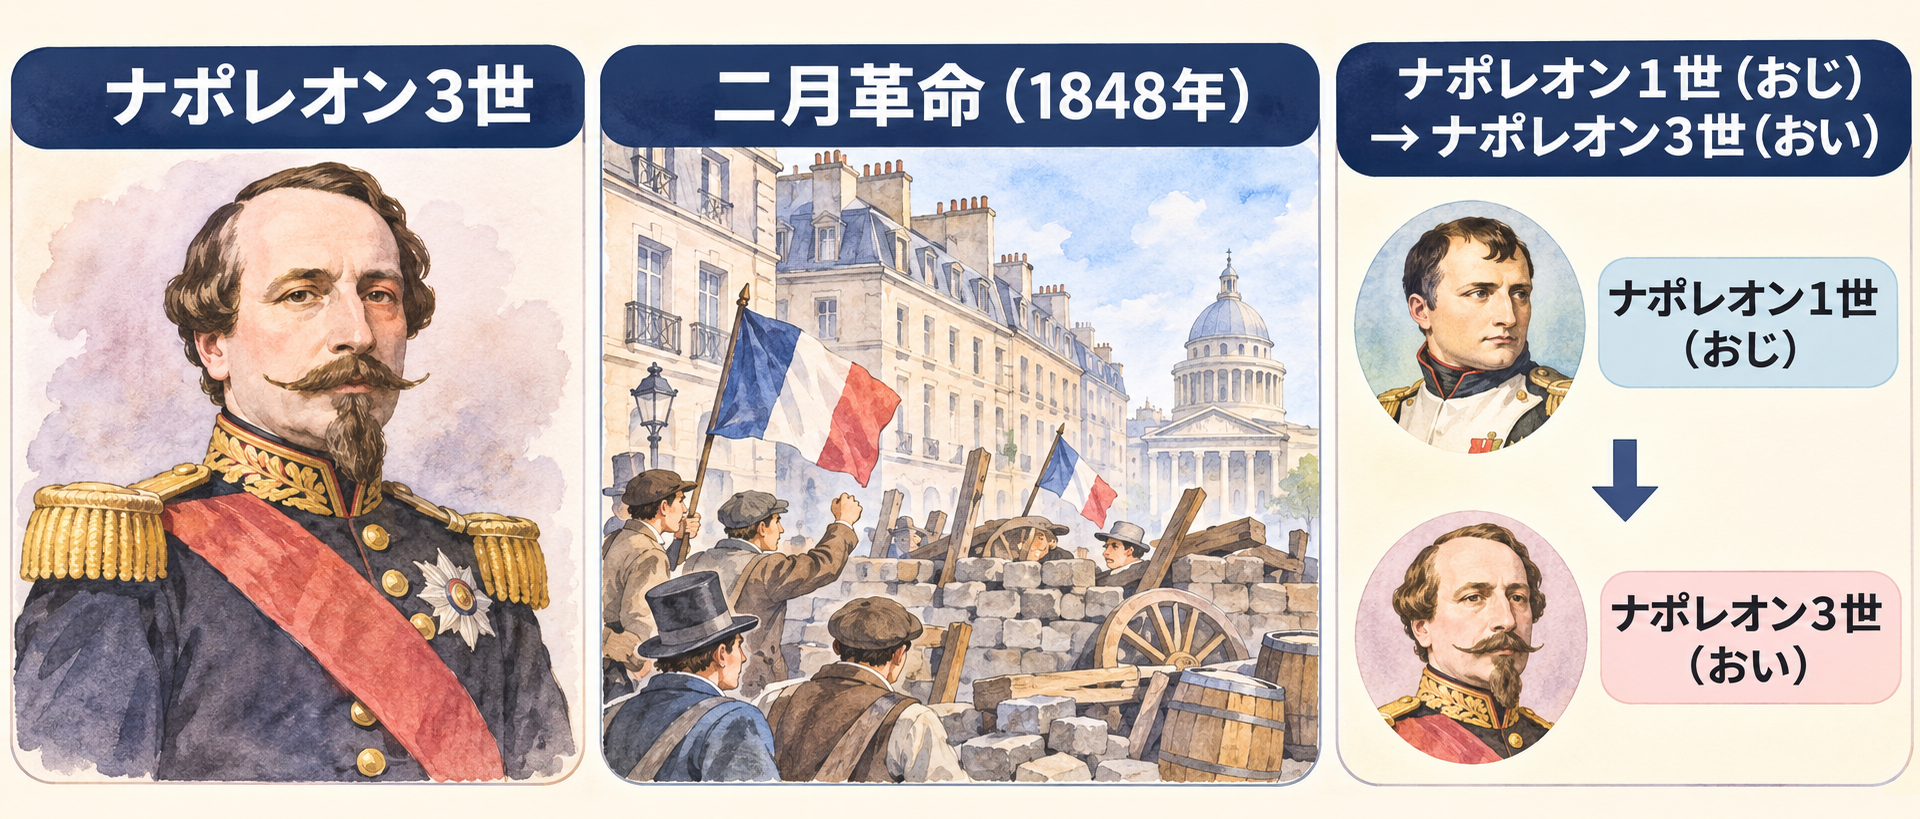 ナポレオン3世
二月革命（1848年）
ナポレオン1世（おじ）
→ ナポレオン3世（おい）
ナポレオン1世
（おじ）
ナポレオン3世
（おい）